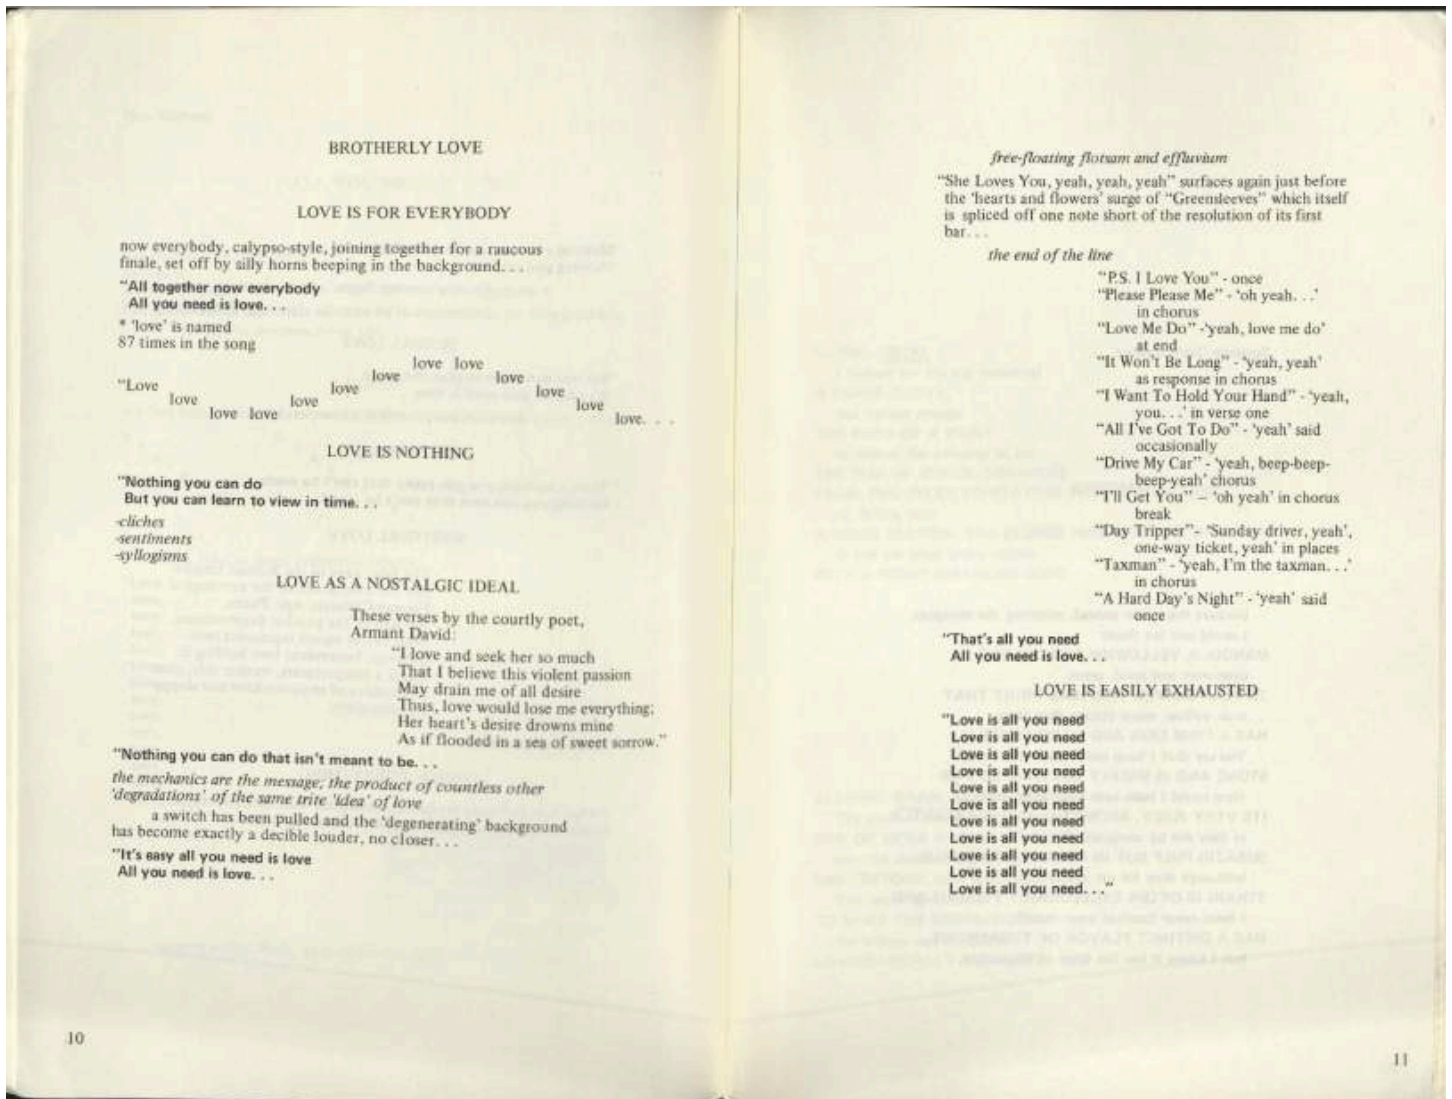 BROTHERLY LOVE
LOVE IS FOR EVERYBODY
now everybody, calypso-style, joining together for a raucous
finale, set off by silly horns beeping in the background. . .
"All together now everybody
All you need is love. . .
* 'love' is named
87 times in the song
love love
love love
"Love love love
love love love
love love love. . .
LOVE IS NOTHING
"Nothing you can do
But you can learn to view in time. . .
-cliches
-sentiments
-syllogisms
LOVE AS A NOSTALGIC IDEAL
These verses by the courtly poet,
Armant David:
"I love and seek her so much
That I believe this violent passion
May drain me of all desire
Thus, love would lose me everything;
Her heart's desire drowns mine
As if flooded in a sea of sweet sorrow."
"Nothing you can do that isn't meant to be. . .
the mechanics are the message; the product of countless other
'degradations' of the same trite 'idea' of love
a switch has been pulled and the 'degenerating' background
has become exactly a decible louder, no closer. . .
"It's easy all you need is love
All you need is love. . .
10
free-floating flotsam and effluvium
"She Loves You, yeah, yeah, yeah" surfaces again just before
the 'hearts and flowers' surge of "Greensleeves" which itself
is spliced off one note short of the resolution of its first
bar. . .
the end of the line
"P.S. I Love You" - once
"Please Please Me" - 'oh yeah. . .'
in chorus
"Love Me Do" -'yeah, love me do'
at end
"It Won't Be Long" - 'yeah, yeah'
as response in chorus
"I Want To Hold Your Hand" - 'yeah,
you. . .' in verse one
"All I've Got To Do" - 'yeah' said
occasionally
"Drive My Car" - 'yeah, beep-beep-
beep-yeah' chorus
"I'll Get You" – 'oh yeah' in chorus
break
"Day Tripper"- 'Sunday driver, yeah',
one-way ticket, yeah' in places
"Taxman" - 'yeah, I'm the taxman. . .'
in chorus
"A Hard Day's Night" - 'yeah' said
once
"That's all you need
All you need is love. . .
LOVE IS EASILY EXHAUSTED
"Love is all you need
Love is all you need
Love is all you need
Love is all you need
Love is all you need
Love is all you need
Love is all you need
Love is all you need
Love is all you need
Love is all you need
Love is all you need. . ."
11